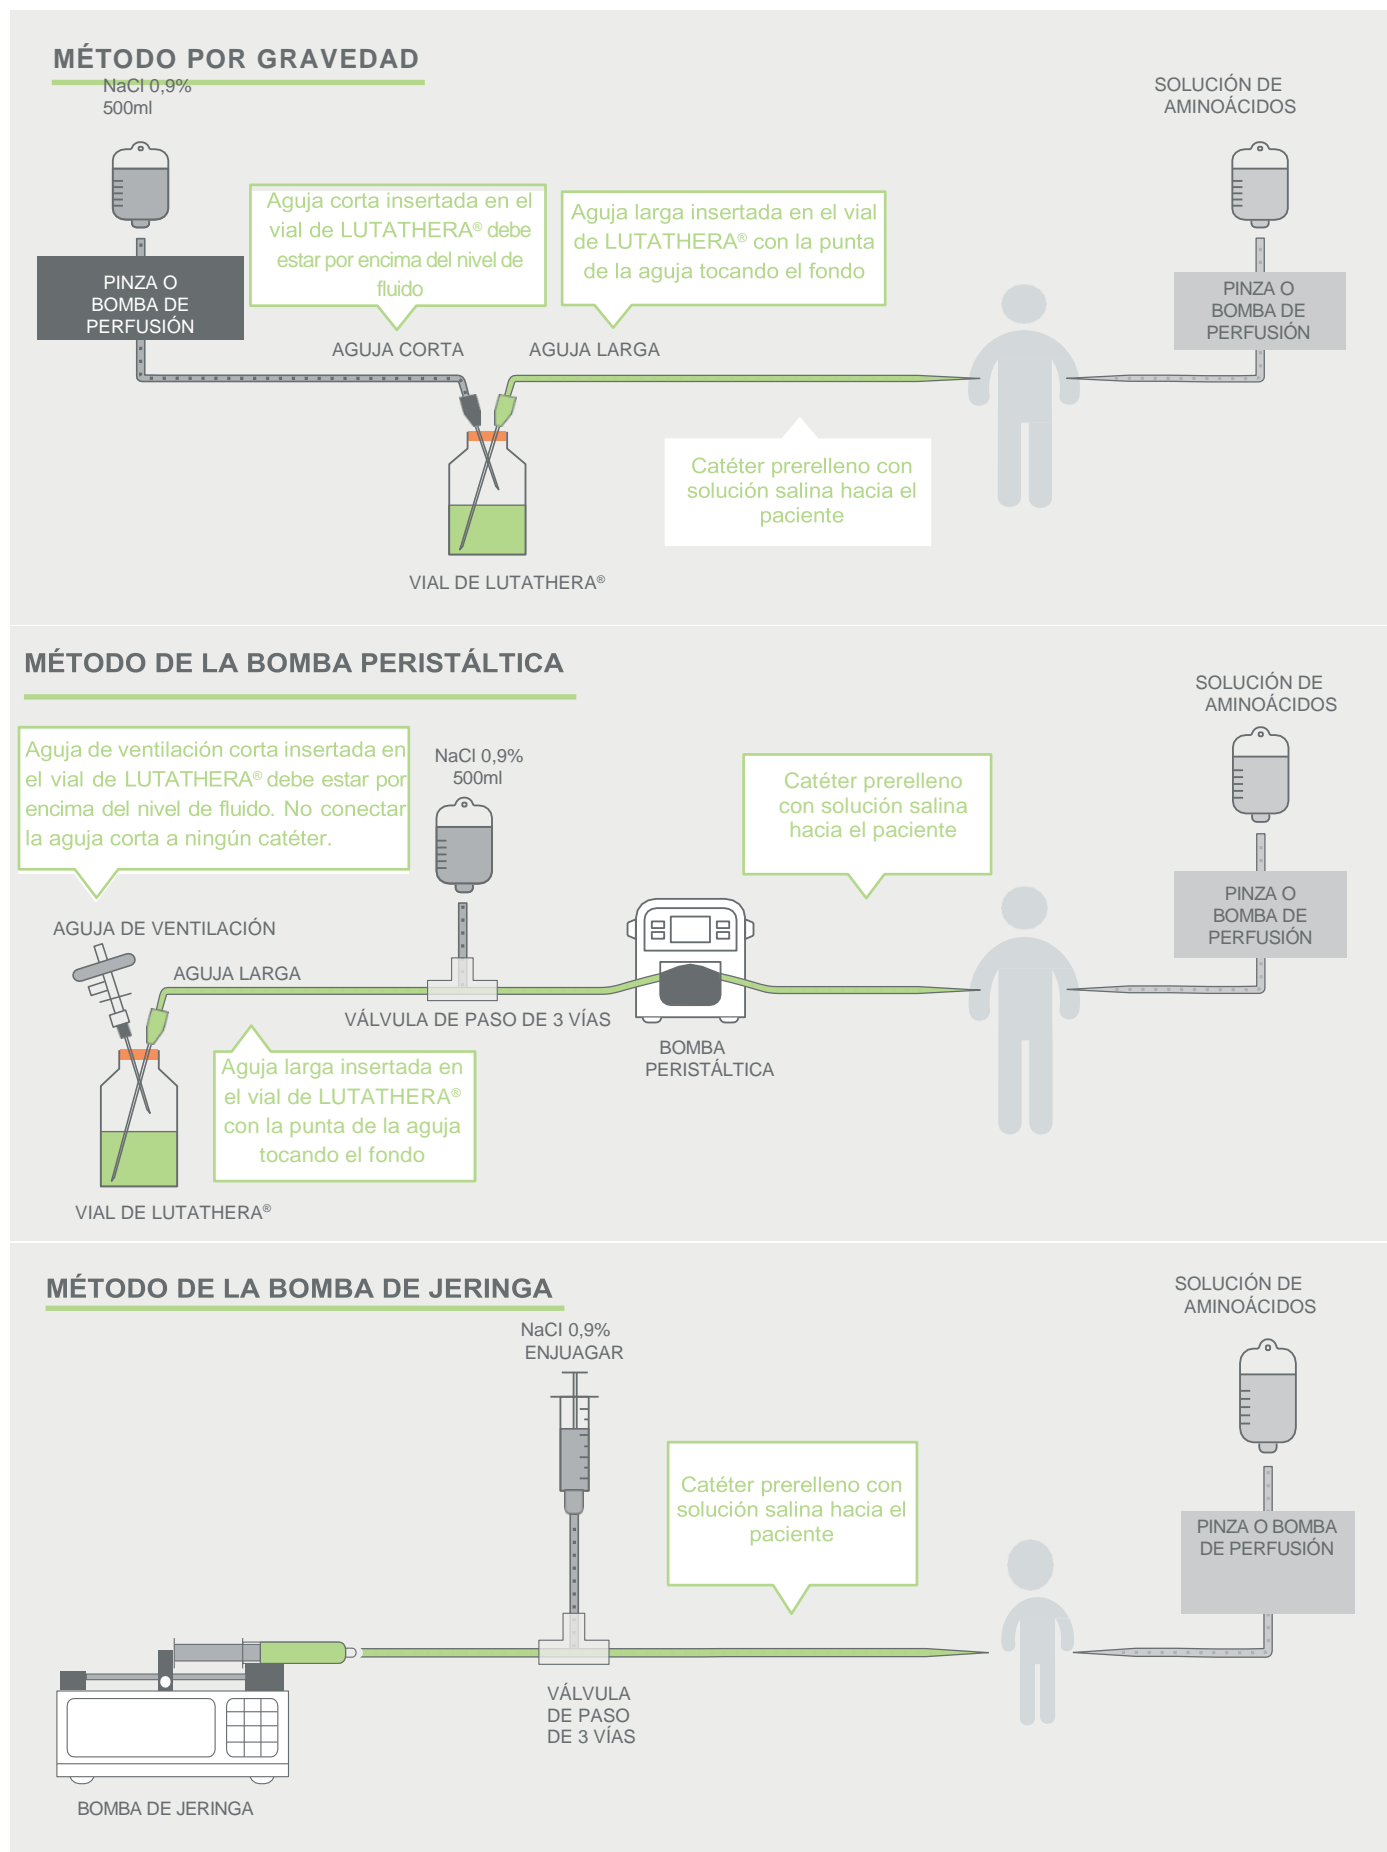 MÉTODO POR GRAVEDAD
NaCl 0,9%
500ml
SOLUCIÓN DE
AMINOÁCIDOS
Aguja corta insertada en el
vial de LUTATHERA® debe
estar por encima del nivel de
fluido
Aguja larga insertada en el vial
de LUTATHERA® con la punta
de la aguja tocando el fondo
PINZA O
BOMBA DE
PERFUSIÓN
PINZA O
BOMBA DE
PERFUSIÓN
AGUJA CORTA
AGUJA LARGA
Catéter prerelleno con
solución salina hacia el
paciente
VIAL DE LUTATHERA®
MÉTODO DE LA BOMBA PERISTÁLTICA
SOLUCIÓN DE
AMINOÁCIDOS
Aguja de ventilación corta insertada en
el vial de LUTATHERA® debe estar por
encima del nivel de fluido. No conectar
la aguja corta a ningún catéter.
NaCl 0,9%
500ml
Catéter prerelleno
con solución salina
hacia el paciente
PINZA O
BOMBA DE
PERFUSIÓN
AGUJA DE VENTILACIÓN
AGUJA LARGA
VÁLVULA DE PASO DE 3 VÍAS
BOMBA
PERISTÁLTICA
Aguja larga insertada en
el vial de LUTATHERA®
con la punta de la aguja
tocando el fondo
VIAL DE LUTATHERA®
MÉTODO DE LA BOMBA DE JERINGA
SOLUCIÓN DE
AMINOÁCIDOS
NaCl 0,9%
ENJUAGAR
Catéter prerelleno con
solución salina hacia el
paciente
PINZA O BOMBA
DE PERFUSIÓN
VÁLVULA
DE PASO
DE 3 VÍAS
BOMBA DE JERINGA